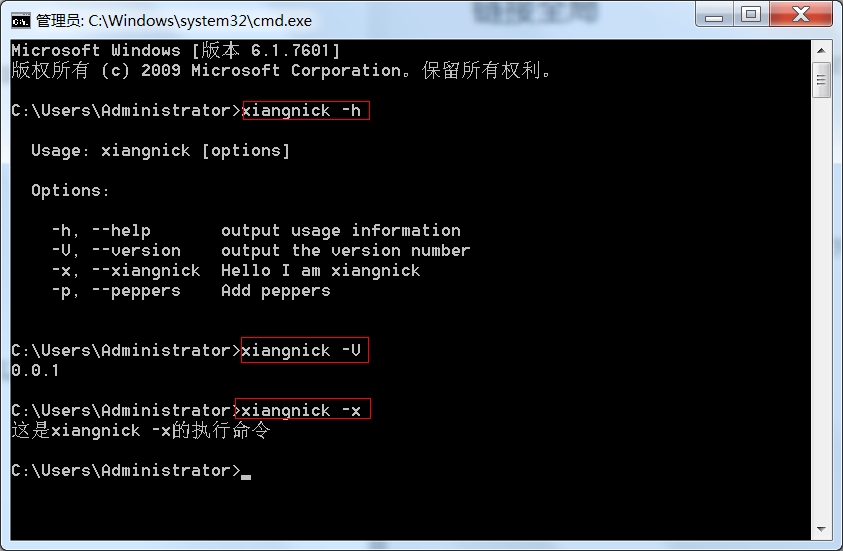 链接全局
管理员: C:\Windows\system32\cmd.exe
Microsoft Windows [版本 6.1.7601]
版权所有 (c) 2009 Microsoft Corporation。保留所有权利。
C:\Users\Administrator>xiangnick -h
Usage: xiangnick [options]
Options:
-h, --help       output usage information
-V, --version    output the version number
-x, --xiangnick  Hello I am xiangnick
-p, --peppers    Add peppers
C:\Users\Administrator>xiangnick -V
0.0.1
C:\Users\Administrator>xiangnick -x
这是xiangnick -x的执行命令
C:\Users\Administrator>